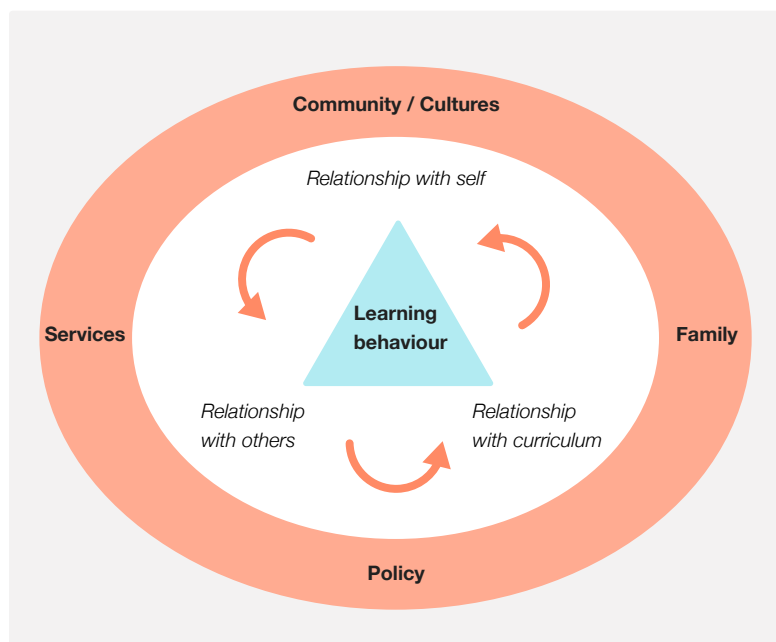 Community / Cultures
Relationship with self
Learning
behaviour
Services
Family
Relationship
with others
Relationship
with curriculum
Policy